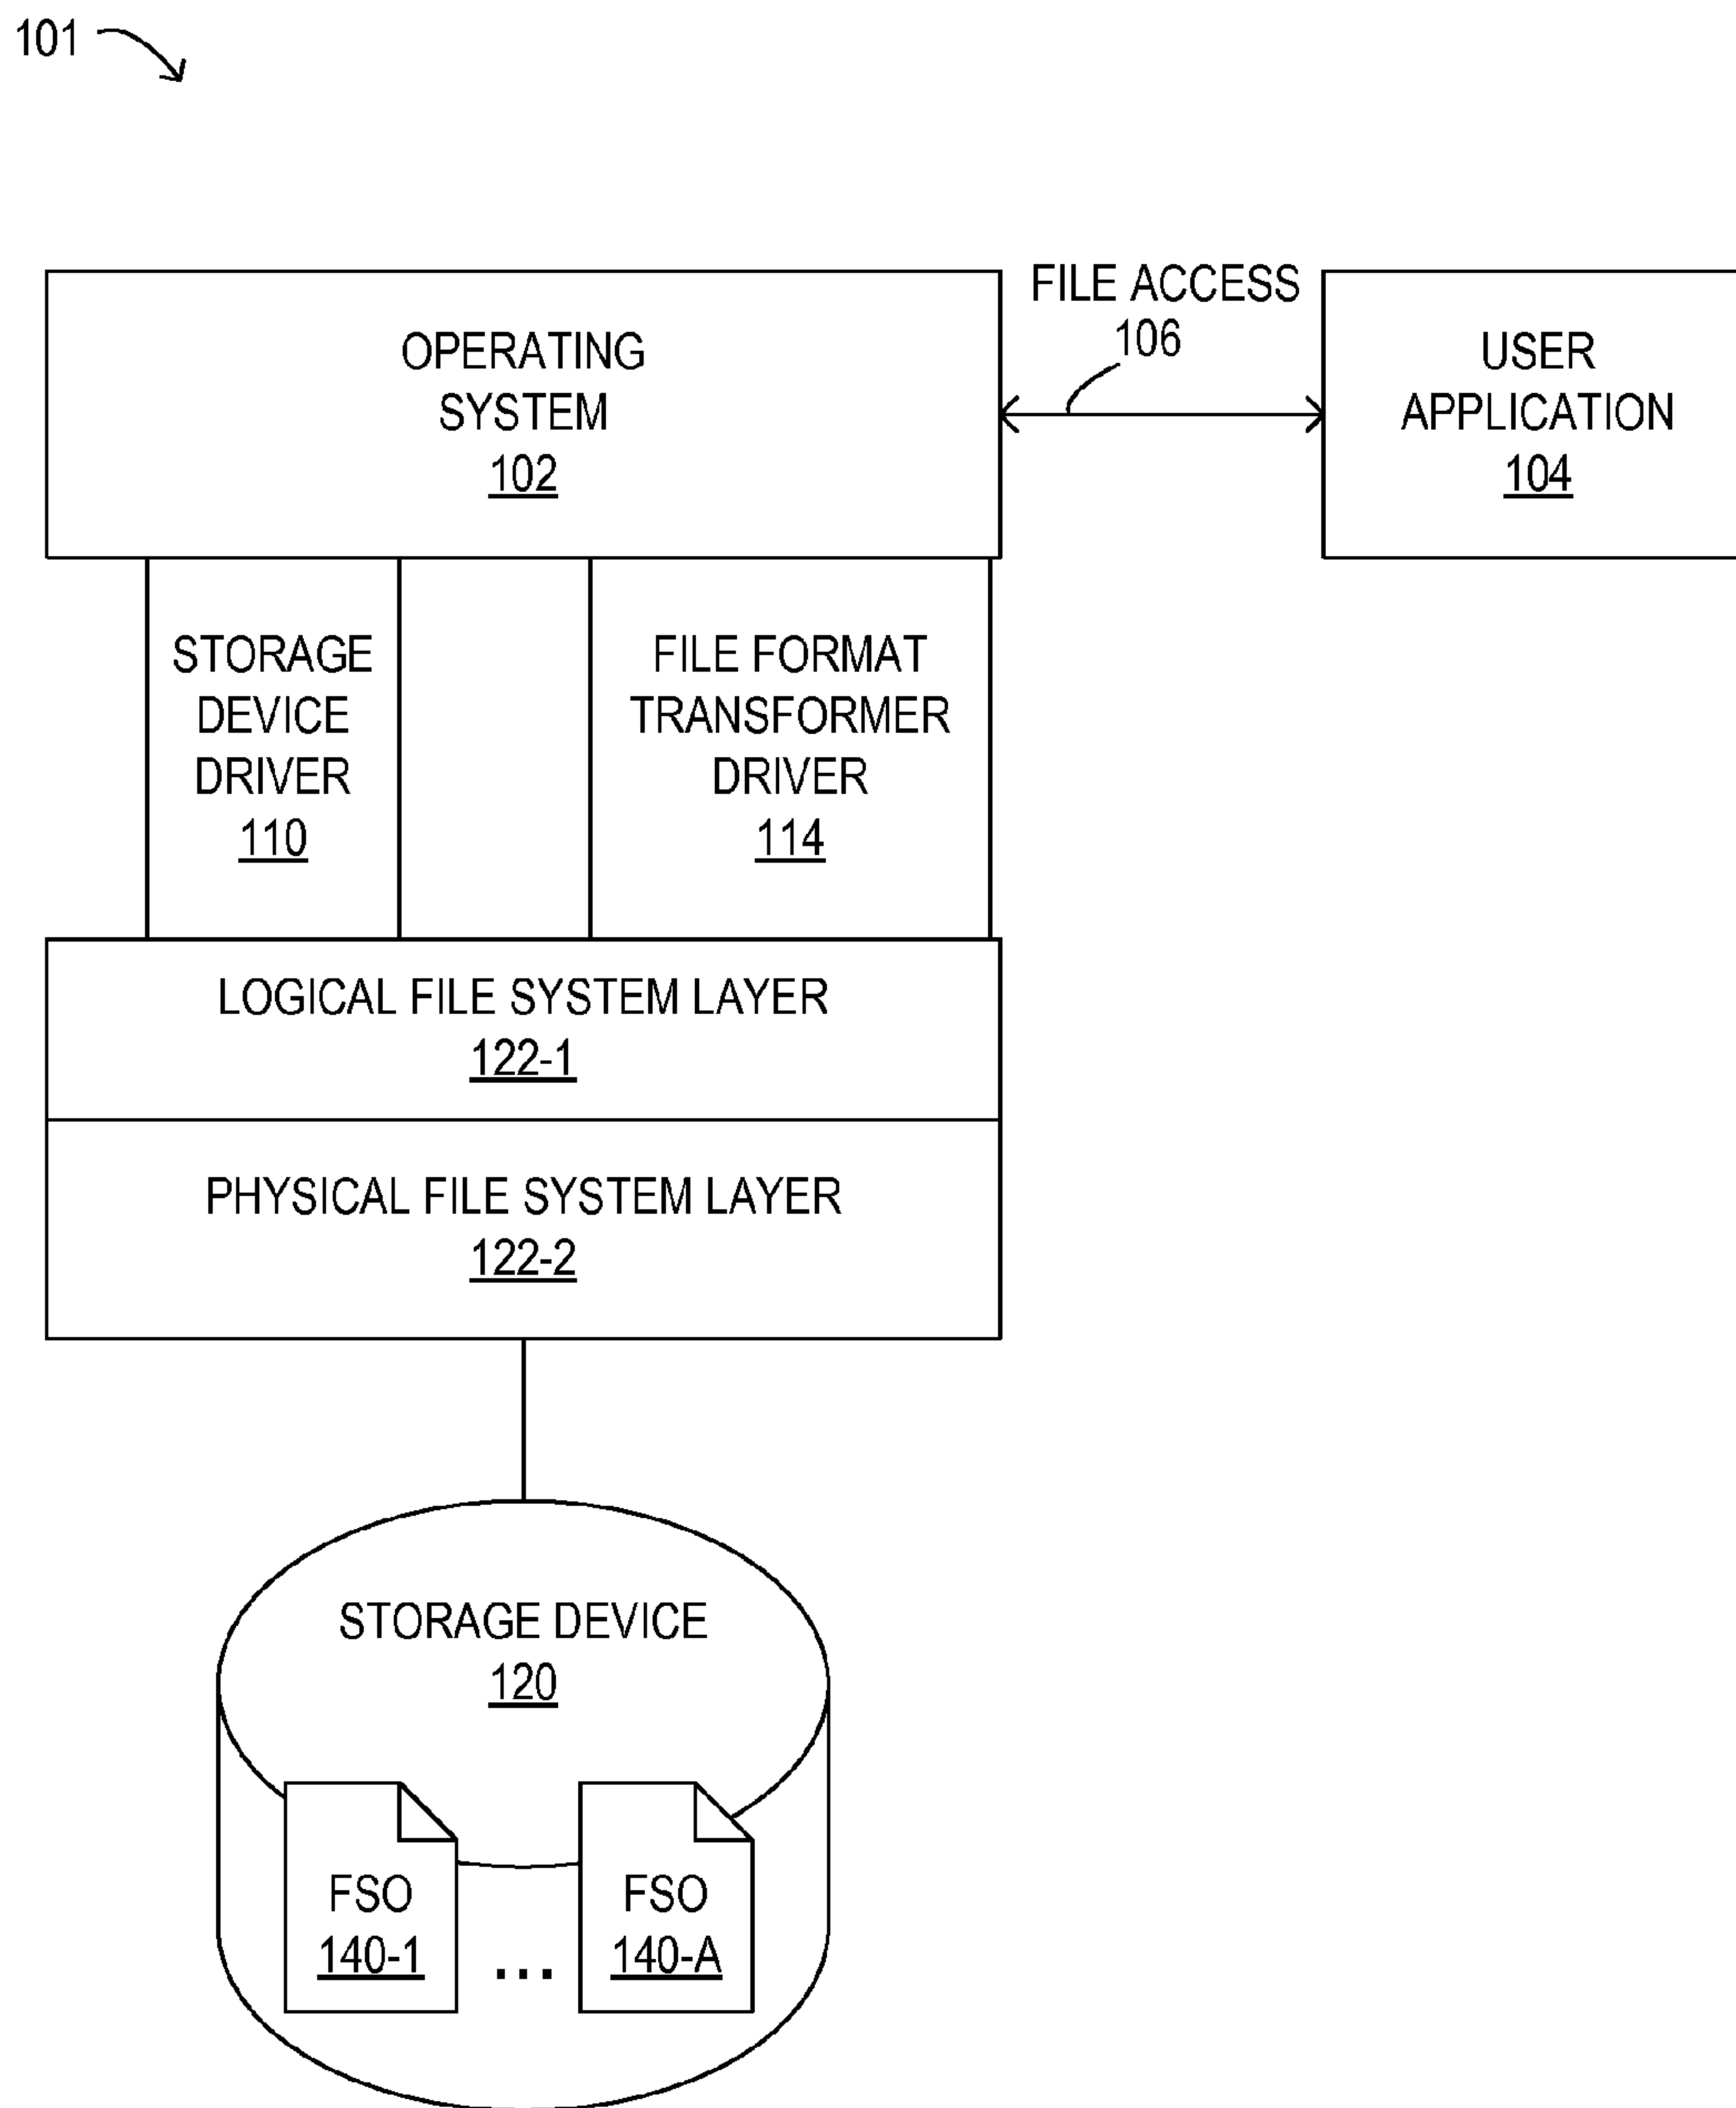 101
OPERATING
SYSTEM
102
FILE ACCESS
106
USER
APPLICATION
104
STORAGE
DEVICE
DRIVER
110
FILE FORMAT
TRANSFORMER
DRIVER
114
LOGICAL FILE SYSTEM LAYER
122-1
PHYSICAL FILE SYSTEM LAYER
122-2
STORAGE DEVICE
120
FSO
140-1
...
FSO
140-A